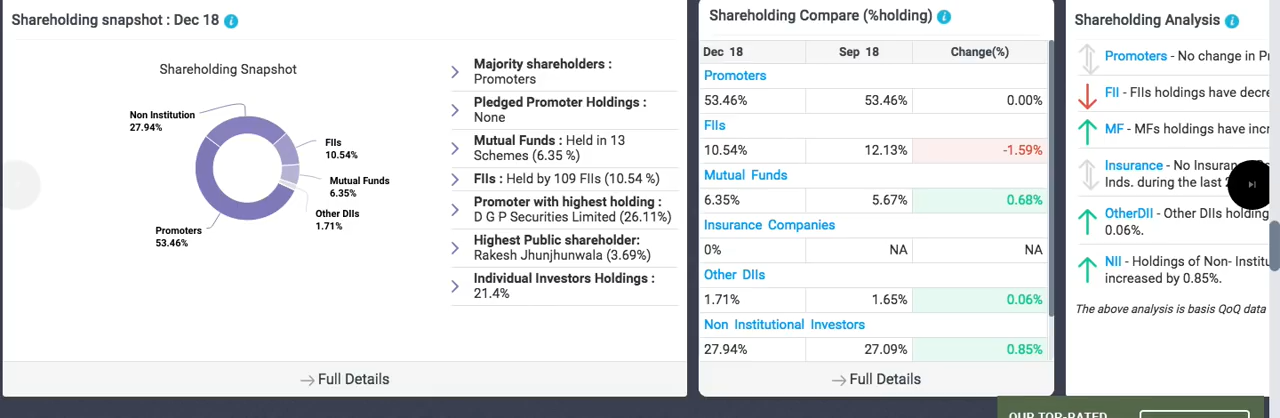 Shareholding snapshot : Dec 18
Shareholding Snapshot
Non Institution
27.94%
FIIs
10.54%
Mutual Funds
6.35%
Other DIIs
1.71%
Promoters
53.46%
Majority shareholders :
Promoters
Pledged Promoter Holdings :
None
Mutual Funds : Held in 13
Schemes (6.35 %)
FIIs : Held by 109 FIIs (10.54 %)
Promoter with highest holding :
D G P Securities Limited (26.11%)
Highest Public shareholder:
Rakesh Jhunjhunwala (3.69%)
Individual Investors Holdings :
21.4%
Full Details
Shareholding Compare (%holding)
Dec 18 Sep 18 Change(%)
Promoters
53.46% 53.46% 0.00%
FIIs
10.54% 12.13% -1.59%
Mutual Funds
6.35% 5.67% 0.68%
Insurance Companies
0% NA NA
Other DIIs
1.71% 1.65% 0.06%
Non Institutional Investors
27.94% 27.09% 0.85%
Full Details
Shareholding Analysis
Promoters - No change in
FII - FIIs holdings have decre
MF - MFs holdings have incr
Insurance - No
Inds. during the last
OtherDII - Other DIIs holding
0.06%.
NII - Holdings of Non- Institu
increased by 0.85%.
The above analysis is basis QoQ data
OUR TOP-RATED